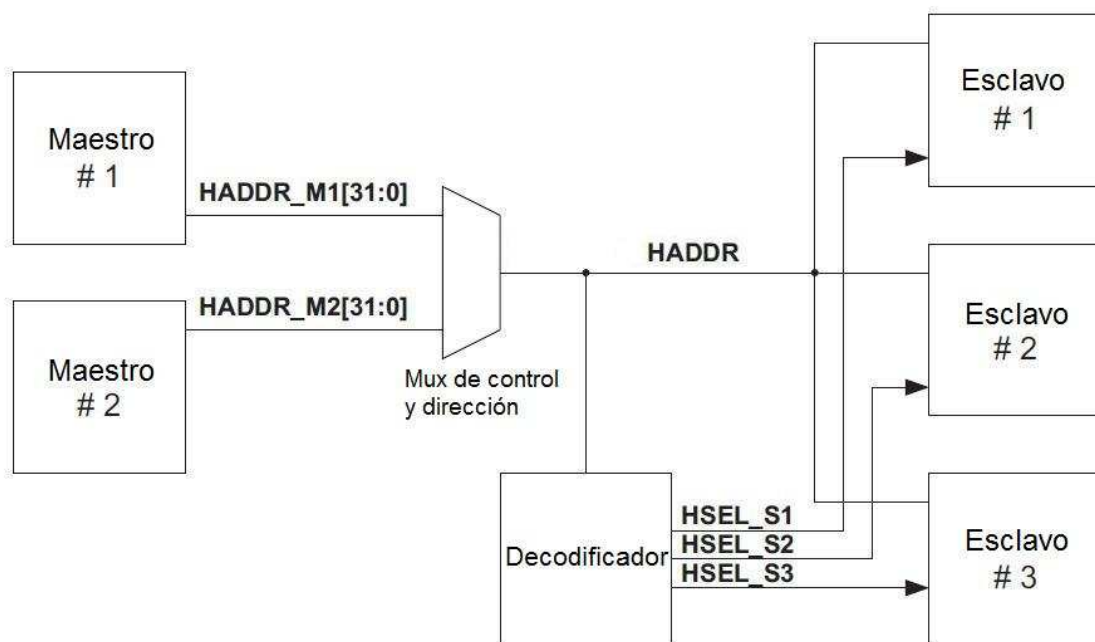 Maestro
# 1
HADDR_M1[31:0]
Maestro
# 2
HADDR_M2[31:0]
Mux de control
y dirección
HADDR
Decodificador
HSEL_S1
HSEL_S2
HSEL_S3
Esclavo
# 1
Esclavo
# 2
Esclavo
# 3